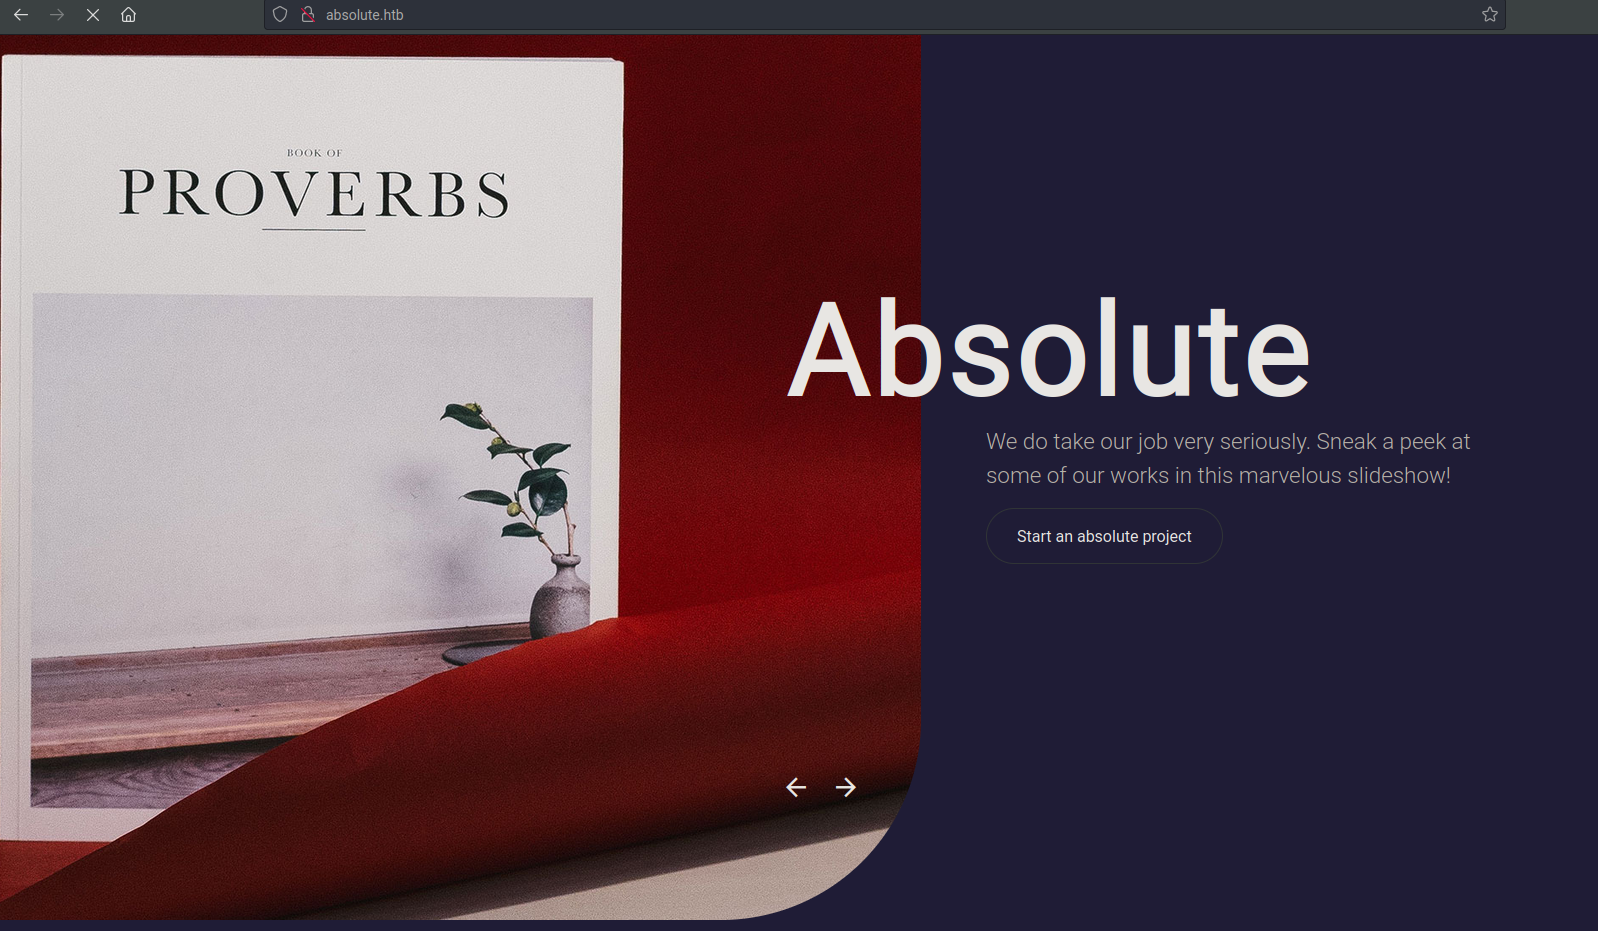 absolute.htb
BOOK OF
PROVERBS
Absolute
We do take our job very seriously. Sneak a peek at
some of our works in this marvelous slideshow!
Start an absolute project